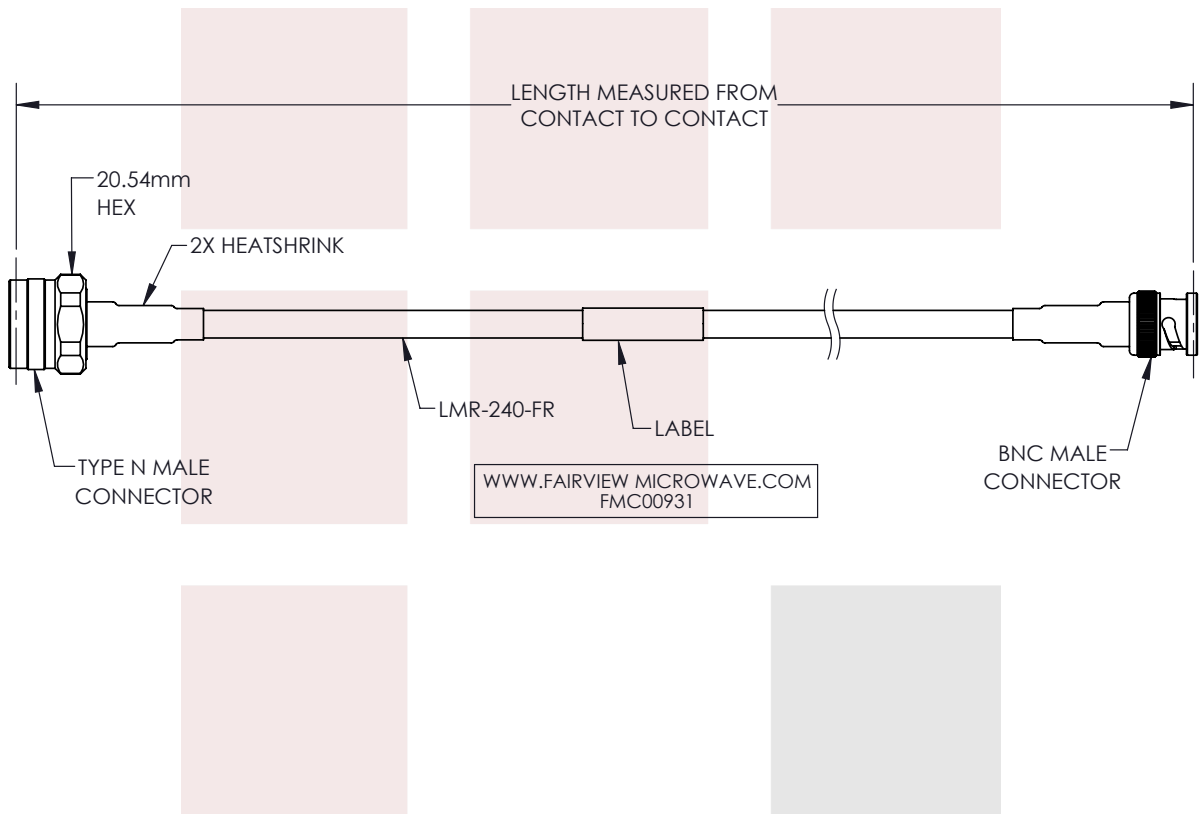 LENGTH MEASURED FROM
CONTACT TO CONTACT
20.54mm
HEX
2X HEATSHRINK
LMR-240-FR
LABEL
TYPE N MALE
CONNECTOR
BNC MALE
CONNECTOR
WWW.FAIRVIEW MICROWAVE.COM
FMC00931